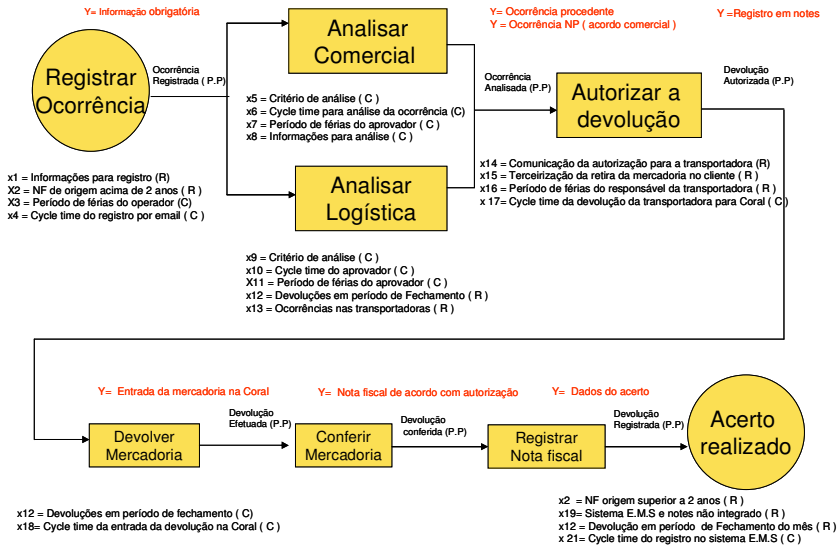 Y= Informação obrigatória
Y= Ocorrência procedente
Y = Ocorrência NP ( acordo comercial )
Y =Registro em notes
Registrar
Ocorrência
Ocorrência
Registrada ( P.P)
Analisar
Comercial
Ocorrência
Analisada (P.P)
Autorizar a
devolução
Devolução
Autorizada (P.P)
x5 = Critério de análise ( C )
x6 = Cycle time para análise da ocorrência (C)
x7 = Período de férias do aprovador ( C )
x8 = Informações para análise ( C )
x1 = Informações para registro (R)
X2 = NF de origem acima de 2 anos ( R )
X3 = Período de férias do operador (C)
x4 = Cycle time do registro por email ( C )
Analisar
Logística
x14 = Comunicação da autorização para a transportadora (R)
x15 = Terceirização da retira da mercadoria no cliente ( R )
x16 = Período de férias do responsável da transportadora ( R )
x 17= Cycle time da devolução da transportadora para Coral ( C )
x9 = Critério de análise ( C )
x10 = Cycle time do aprovador ( C )
X11 = Período de férias do aprovador ( C )
x12 = Devoluções em período de Fechamento ( R )
x13 = Ocorrências nas transportadoras ( R )
Y= Entrada da mercadoria na Coral
Y= Nota fiscal de acordo com autorização
Y= Dados do acerto
Devolver
Mercadoria
Devolução
Efetuada (P.P)
Conferir
Mercadoria
Devolução
conferida ( P.P)
Registrar
Nota fiscal
Devolução
Registrada ( P.P)
Acerto
realizado
x12 = Devoluções em período de fechamento ( C)
x18= Cycle time da entrada da devolução na Coral ( C )
x2 = NF origem superior a 2 anos ( R )
x19= Sistema E.M.S e notes não integrado ( R )
x12 = Devolução em período de Fechamento do mês ( R )
x 21= Cycle time do registro no sistema E.M.S ( C )